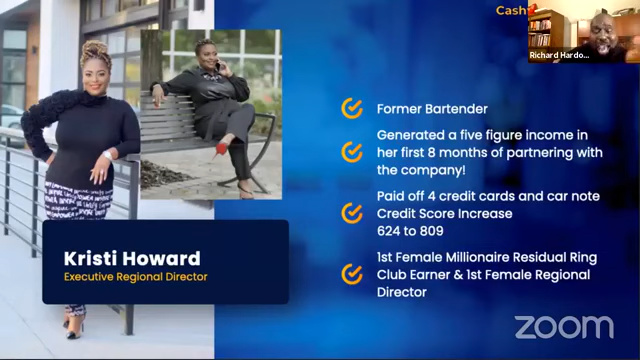 Cash
Richard Hardo...
Former Bartender
Generated a five figure income in
her first 8 months of partnering with
the company!
Paid off 4 credit cards and car note
Credit Score Increase
624 to 809
1st Female Millionaire Residual Ring
Club Earner & 1st Female Regional
Director
Kristi Howard
Executive Regional Director
zoom